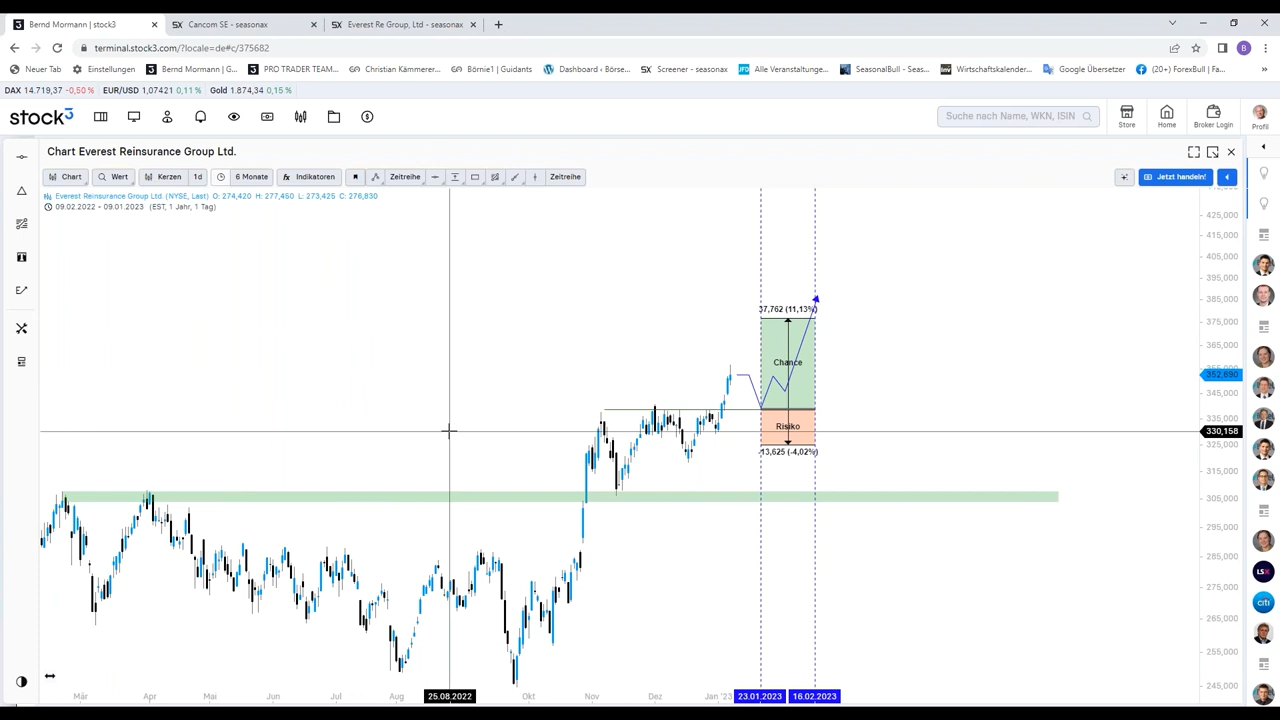 Bernd Mormann | stock3
Cancom SE - seasonax
Everest Re Group, Ltd - seasonax
terminal.stock3.com/?locale=de#c/375682
B
Neuer Tab
Einstellungen
Bernd Mormann | G...
PRO TRADER TEAM...
Christian Kämmerer...
Börnie1 | Guidants
Dashboard ‹ Börse...
Screener - seasonax
Alle Veranstaltunge...
SeasonalBull - Seas...
Wirtschaftskalender...
Google Übersetzer
(20+) ForexBull | Fa...
DAX 14.719,37 -0,50 %
EUR/USD 1,07421 0,11 %
Gold 1.874,34 0,15 %
stock3
Suche nach Name, WKN, ISIN
Store
Home
Broker Login
Profil
Chart Everest Reinsurance Group Ltd.
Chart
Wert
Kerzen
1d
6 Monate
fx Indikatoren
Zeitreihe
Zeitreihe
Jetzt handeln!
Everest Reinsurance Group Ltd. (NYSE, Last) O: 274,420 H: 277,450 L: 273,425 C: 276,830
09.02.2022 - 09.01.2023 (EST, 1 Jahr, 1 Tag)
425,000
415,000
405,000
395,000
385,000
375,000
365,000
352,690
345,000
335,000
330,158
325,000
315,000
305,000
295,000
285,000
275,000
265,000
255,000
245,000
37,762 (11,13%)
Chance
Risiko
-13,625 (-4,02%)
Mär
Apr
Mai
Jun
Jul
Aug
25.08.2022
Okt
Nov
Dez
Jan '23
23.01.2023
16.02.2023
LSX
citi